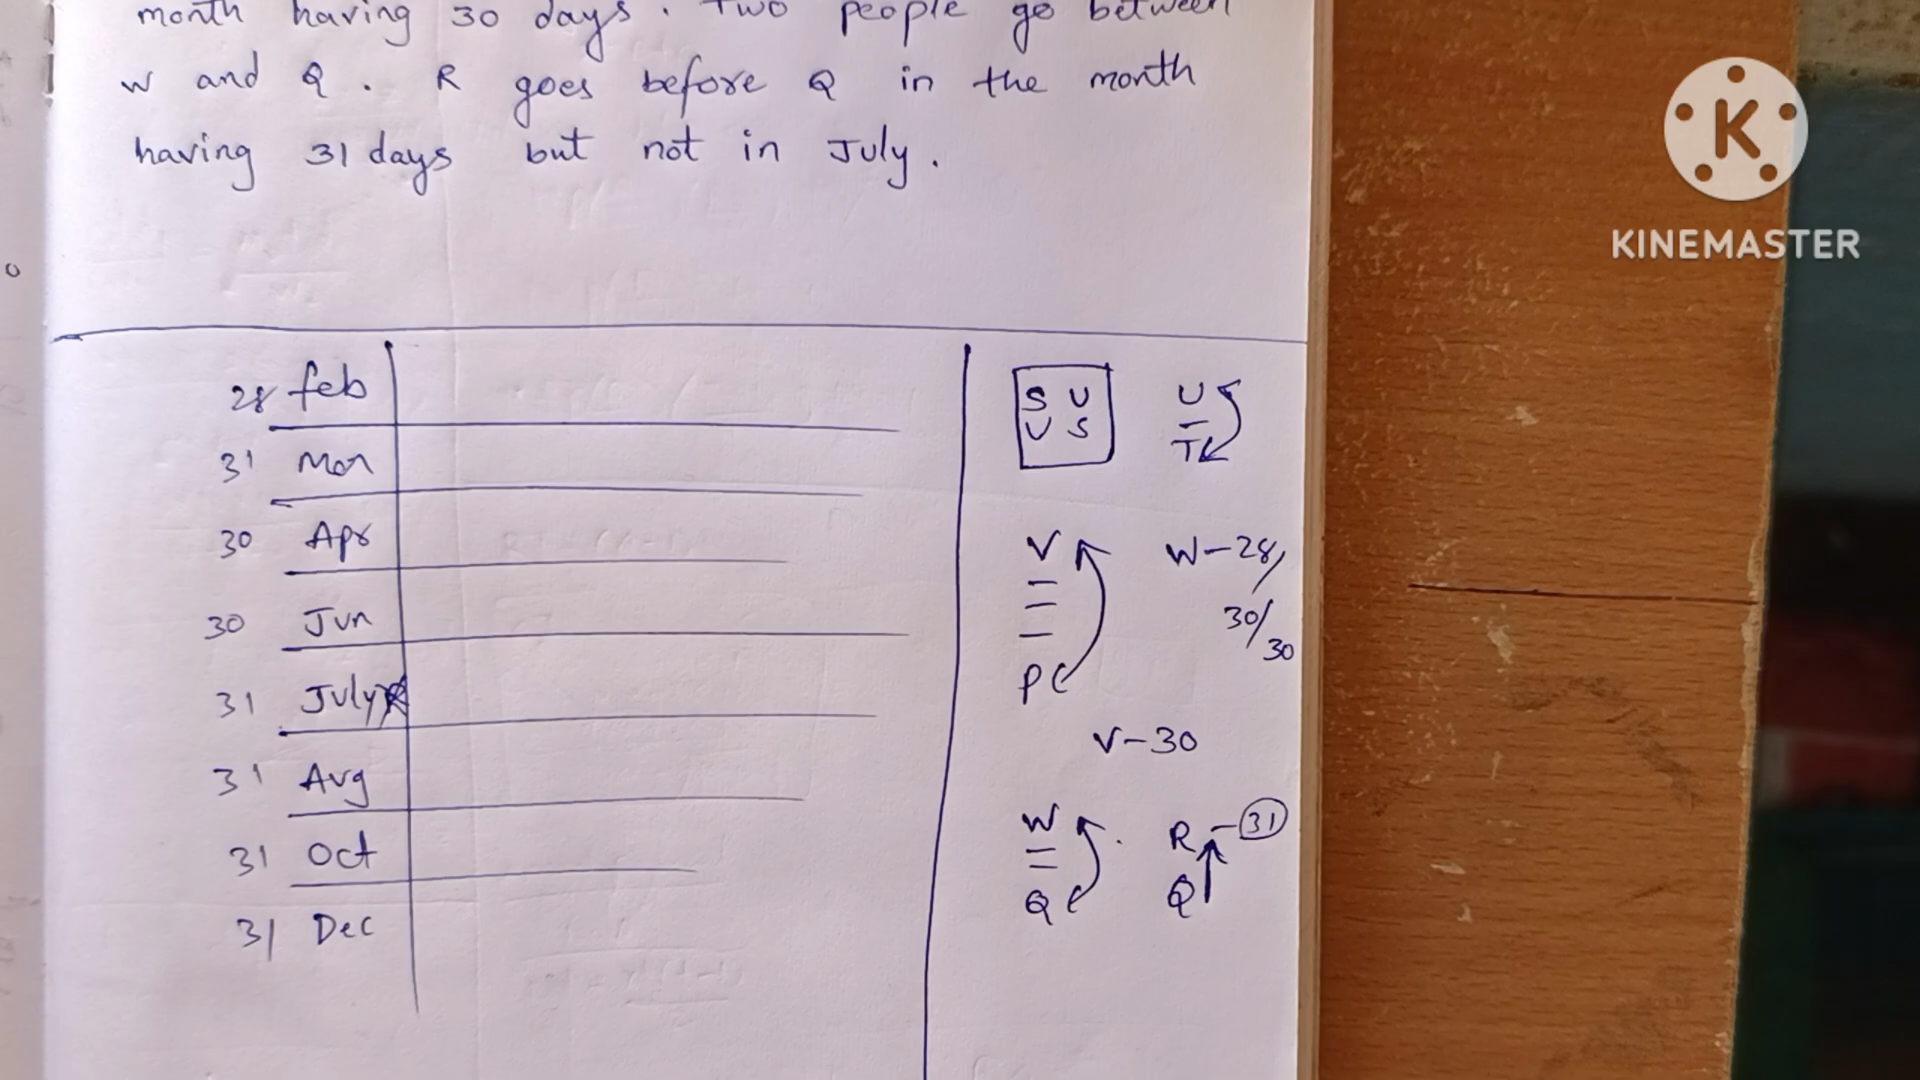 month having 30 days. Two people go between
W and Q. R goes before Q in the month
having 31 days but not in July.
K
KINEMASTER
28 feb
31 Mar
30 Apr
30 Jun
31 July
31 Aug
31 Oct
31 Dec
S U
U S
U
T
V
P
W-28/
30/
30
V-30
W
Q
R-31
Q